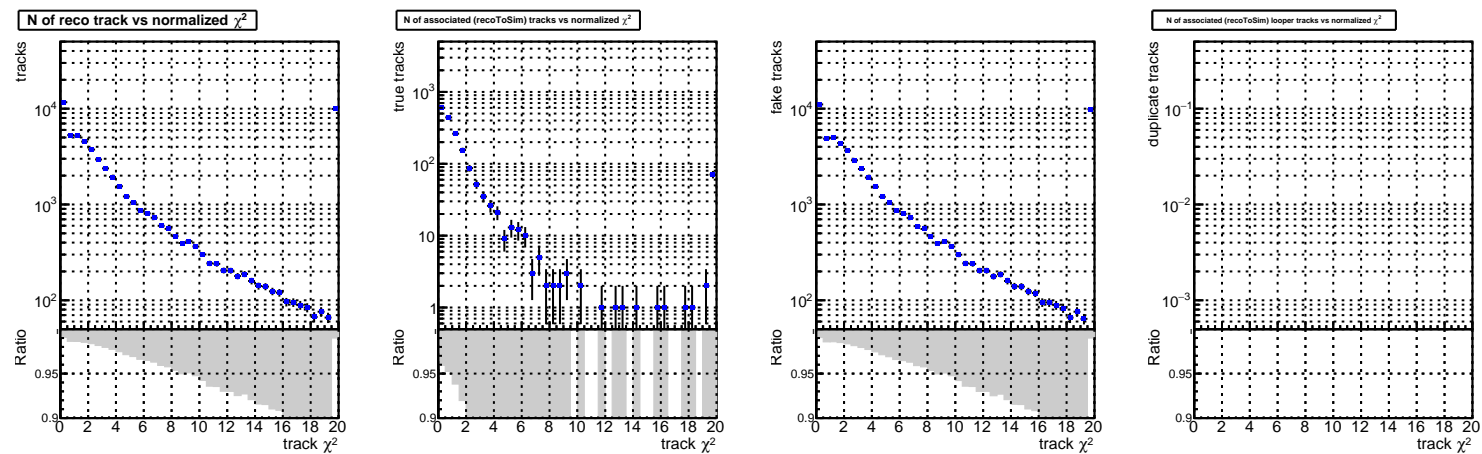 N of reco track vs normalized χ²
tracks
10⁴
10³
10²
Ratio
0.95
0.9
0 2 4 6 8 10 12 14 16 18 20
track χ²
N of associated (recoToSim) tracks vs normalized χ²
true tracks
10³
10²
10
1
Ratio
0.95
0.9
0 2 4 6 8 10 12 14 16 18 20
track χ²
fake tracks
10⁴
10³
10²
Ratio
0.95
0.9
0 2 4 6 8 10 12 14 16 18 20
track χ²
N of associated (recoToSim) looper tracks vs normalized χ²
duplicate tracks
10⁻¹
10⁻²
10⁻³
Ratio
0.95
0.9
0 2 4 6 8 10 12 14 16 18 20
track χ²